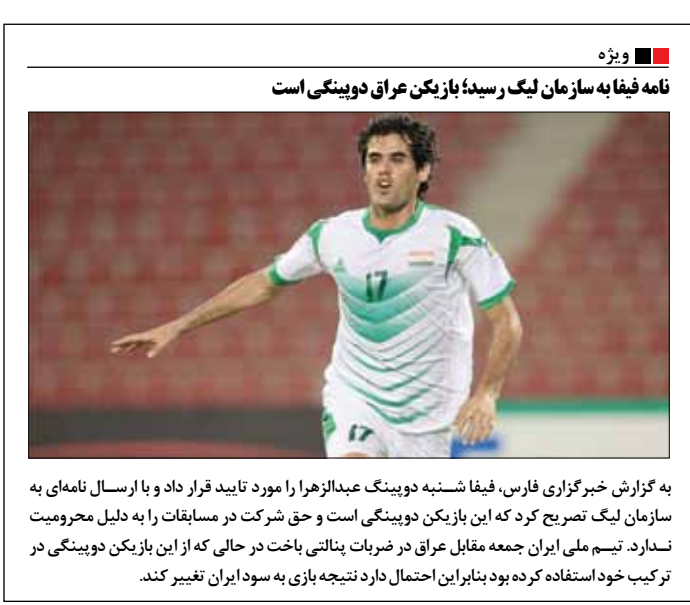 ویژه
نامه فیفا به سازمان لیگ رسید؛ بازیکن عراق دوپینگی است
17
17
به گزارش خبرگزاری فارس، فیفا شــنبه دوپینگ عبدالزهرا را مورد تایید قرار داد و با ارســال نامه‌ای به
سازمان لیگ تصریح کرد که این بازیکن دوپینگی است و حق شرکت در مسابقات را به دلیل محرومیت
نــدارد. تیــم ملی ایران جمعه مقابل عراق در ضربات پنالتی باخت در حالی که از این بازیکن دوپینگی در
ترکیب خود استفاده کرده بود بنابراین احتمال دارد نتیجه بازی به سود ایران تغییر کند.